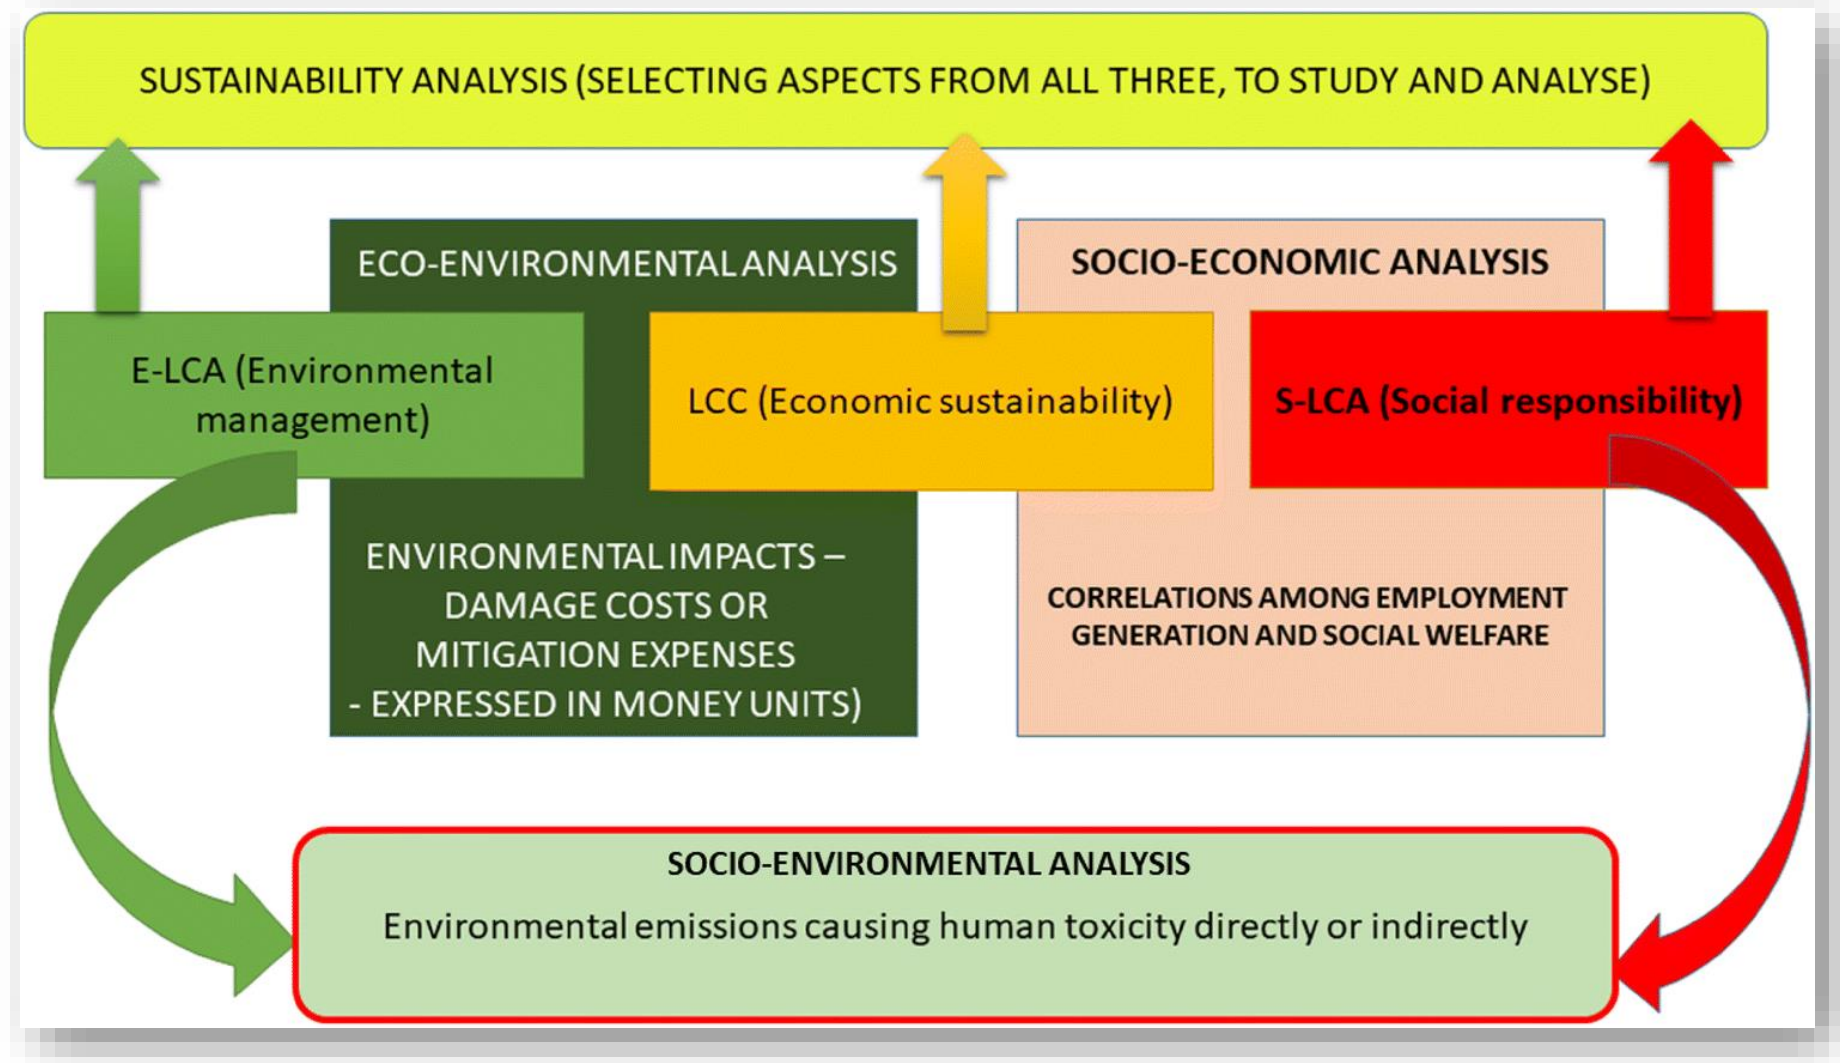 SUSTAINABILITY ANALYSIS (SELECTING ASPECTS FROM ALL THREE, TO STUDY AND ANALYSE)
ECO-ENVIRONMENTAL ANALYSIS
SOCIO-ECONOMIC ANALYSIS
E-LCA (Environmental
management)
LCC (Economic sustainability)
S-LCA (Social responsibility)
ENVIRONMENTAL IMPACTS –
DAMAGE COSTS OR
MITIGATION EXPENSES
- EXPRESSED IN MONEY UNITS)
CORRELATIONS AMONG EMPLOYMENT
GENERATION AND SOCIAL WELFARE
SOCIO-ENVIRONMENTAL ANALYSIS
Environmental emissions causing human toxicity directly or indirectly